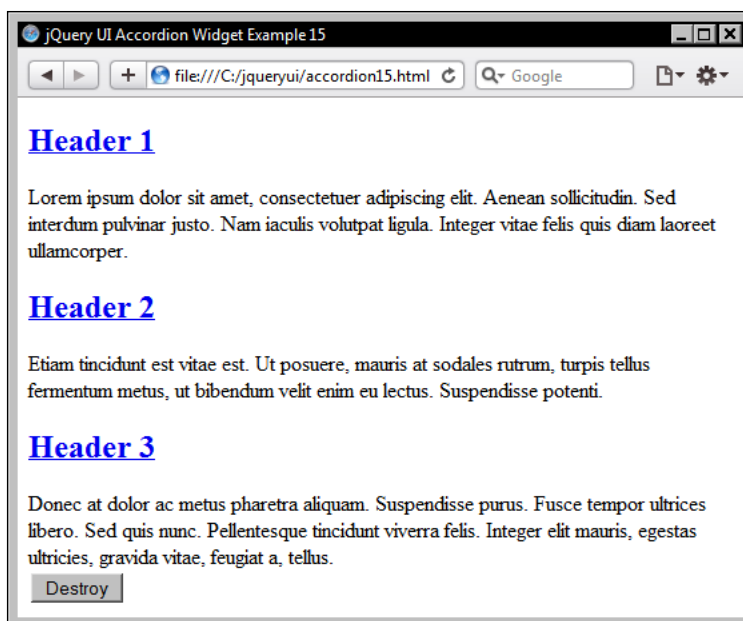 jQuery UI Accordion Widget Example 15
file:///C:/jqueryui/accordion15.html
Google
Header 1
Lorem ipsum dolor sit amet, consectetuer adipiscing elit. Aenean sollicitudin. Sed
interdum pulvinar justo. Nam iaculis volutpat ligula. Integer vitae felis quis diam laoreet
ullamcorper.
Header 2
Etiam tincidunt est vitae est. Ut posuere, mauris at sodales rutrum, turpis tellus
fermentum metus, ut bibendum velit enim eu lectus. Suspendisse potenti.
Header 3
Donec at dolor ac metus pharetra aliquam. Suspendisse purus. Fusce tempor ultrices
libero. Sed quis nunc. Pellentesque tincidunt viverra felis. Integer elit mauris, egestas
ultricies, gravida vitae, feugiat a, tellus.
Destroy